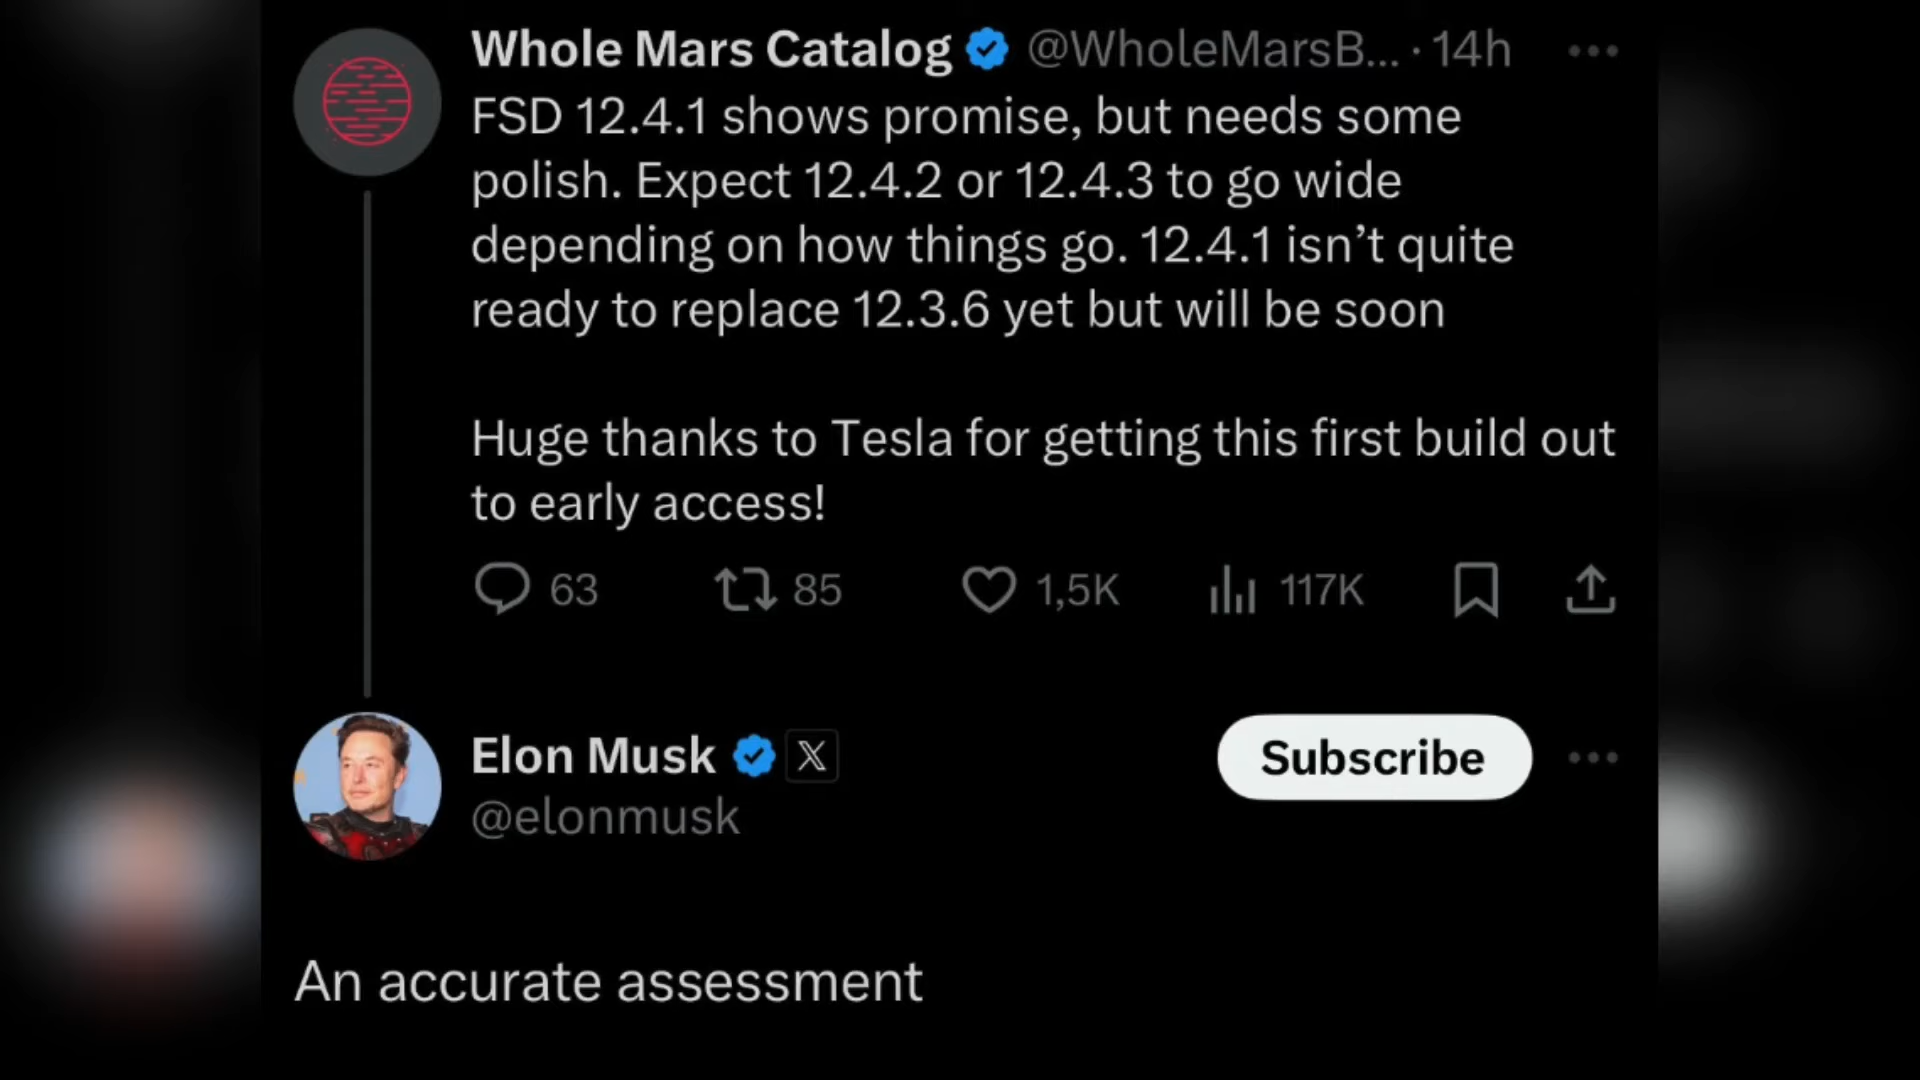 Whole Mars Catalog @WholeMarsB... · 14h
FSD 12.4.1 shows promise, but needs some
polish. Expect 12.4.2 or 12.4.3 to go wide
depending on how things go. 12.4.1 isn’t quite
ready to replace 12.3.6 yet but will be soon
Huge thanks to Tesla for getting this first build out
to early access!
63 85 1,5K 117K
Elon Musk X Subscribe
@elonmusk
An accurate assessment